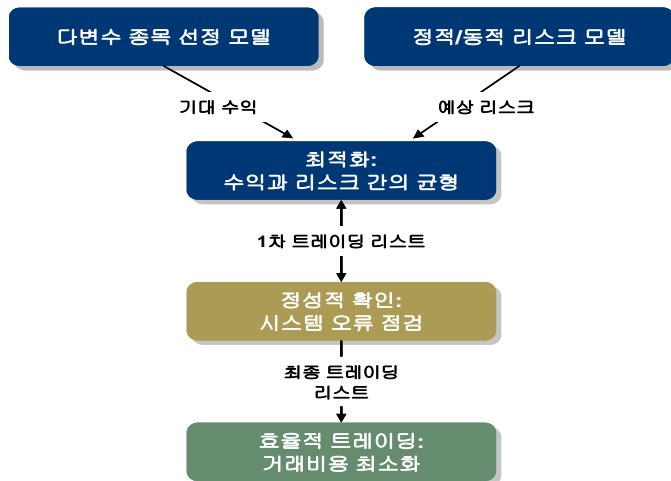 다변수 종목 선정 모델
정적/동적 리스크 모델
기대 수익
예상 리스크
최적화:
수익과 리스크 간의 균형
1차 트레이딩 리스트
정성적 확인:
시스템 오류 점검
최종 트레이딩
리스트
효율적 트레이딩:
거래비용 최소화